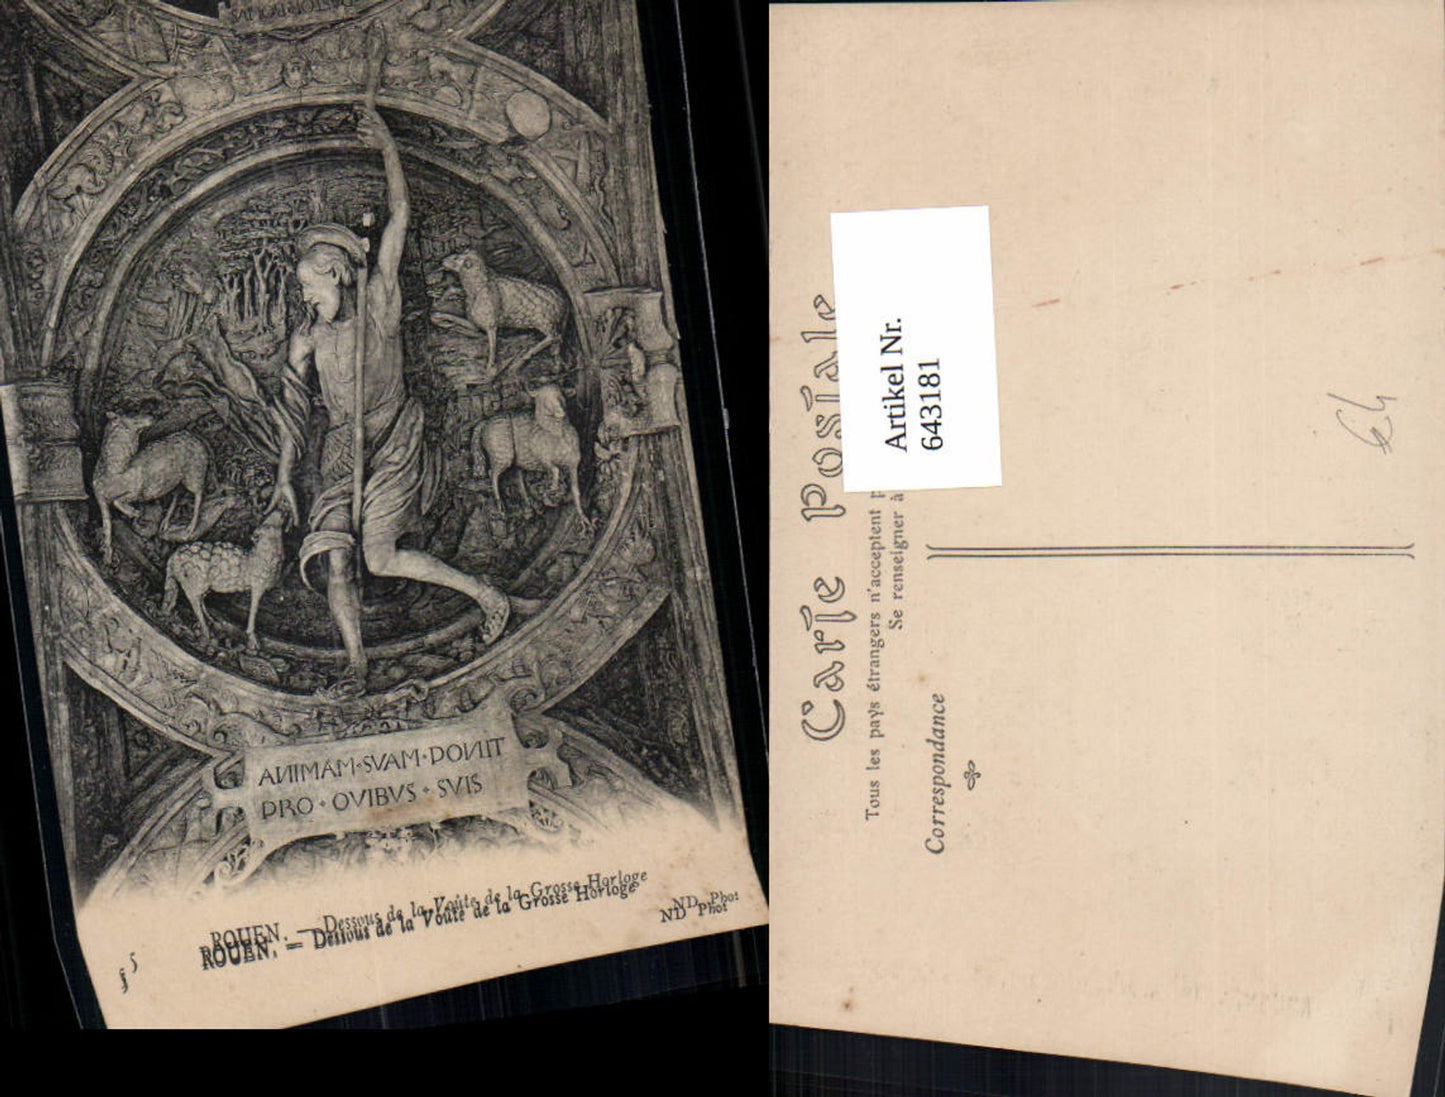 ANIMAM·SVAM·DONIT
PRO·OVIBVS·SVIS
ROUEN. — Dessous de la Voûte de la Grosse Horloge
ROUEN. — Dessous de la Voûte de la Grosse Horloge
ND Phot
ND Phot
5
Carte Postale
Tous les pays étrangers n'acceptent
Se renseigner à
Correspondance
Artikel Nr.
643181